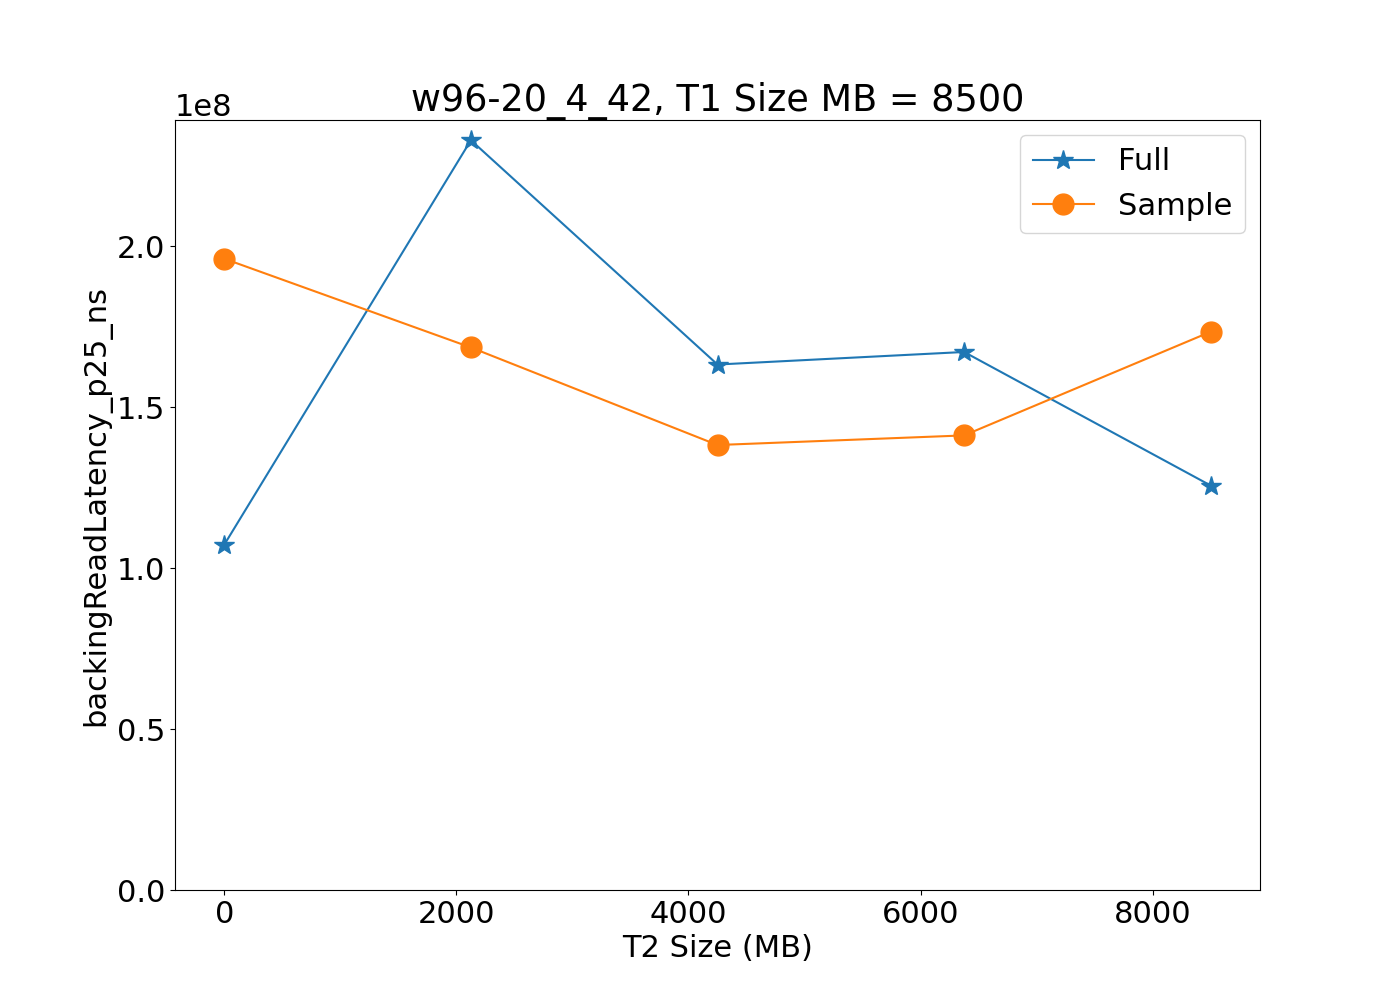 w96-20_4_42, T1 Size MB = 8500
1e8
Full
Sample
2.0
1.5
1.0
0.5
0.0
backingReadLatency_p25_ns
0 2000 4000 6000 8000
T2 Size (MB)